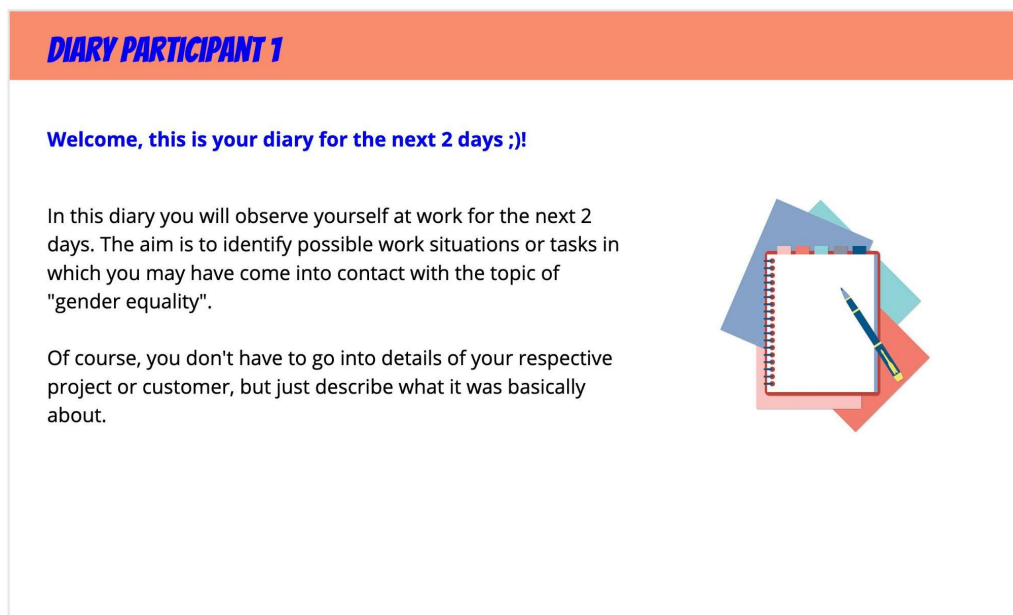 DIARY PARTICIPANT 1
Welcome, this is your diary for the next 2 days ;)!
In this diary you will observe yourself at work for the next 2
days. The aim is to identify possible work situations or tasks in
which you may have come into contact with the topic of
"gender equality".
Of course, you don't have to go into details of your respective
project or customer, but just describe what it was basically
about.